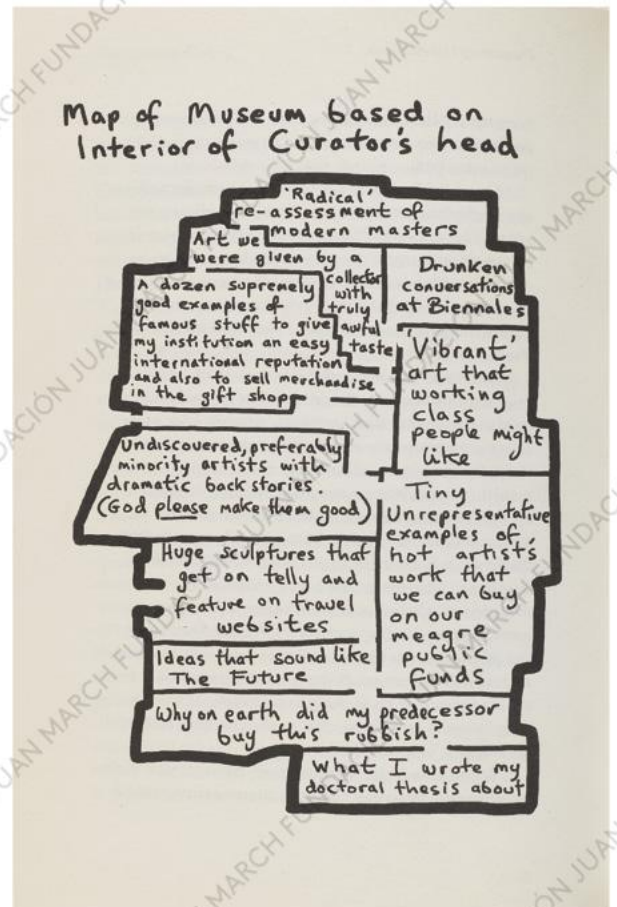 Map of Museum based on
Interior of Curator's head
'Radical'
re-assessment of
modern masters
Art we
were given by a
collector
with
truly
awful
taste
Drunken
conversations
at Biennales
A dozen supremely
good examples of
famous stuff to give
my institution an easy
international reputation
and also to sell merchandise
in the gift shop
'Vibrant'
art that
working
class
people might
like
Undiscovered, preferably
minority artists with
dramatic back stories.
(God please make them good)
Tiny
Unrepresentative
examples of
hot artist's
work that
we can buy
on our
meagre
public
funds
Huge sculptures that
get on telly and
feature on travel
websites
Ideas that sound like
The Future
Why on earth did my predecessor
buy this rubbish?
What I wrote my
doctoral thesis about
FUNDACIÓN JUAN MARCH